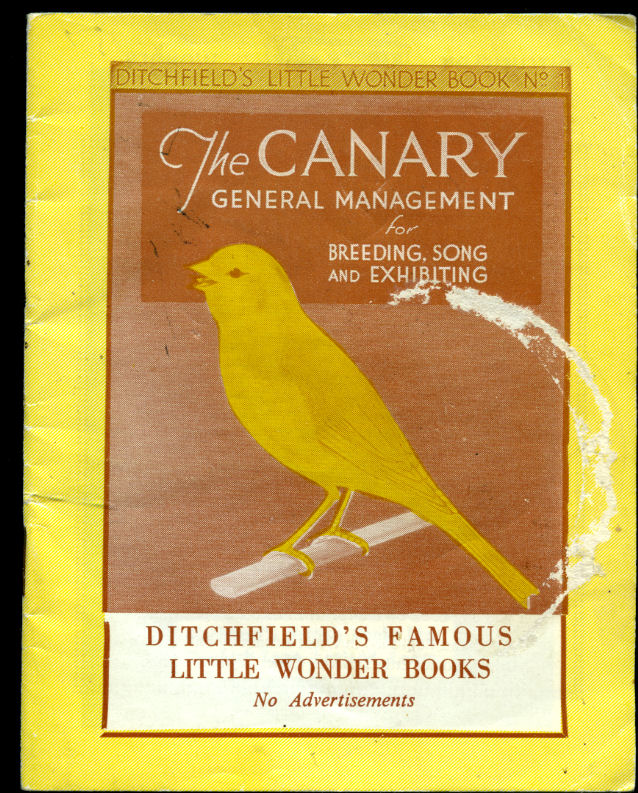 DITCHFIELD'S LITTLE WONDER BOOK Nº 1
The CANARY
GENERAL MANAGEMENT
for
BREEDING, SONG
AND EXHIBITING
DITCHFIELD'S FAMOUS
LITTLE WONDER BOOKS
No Advertisements